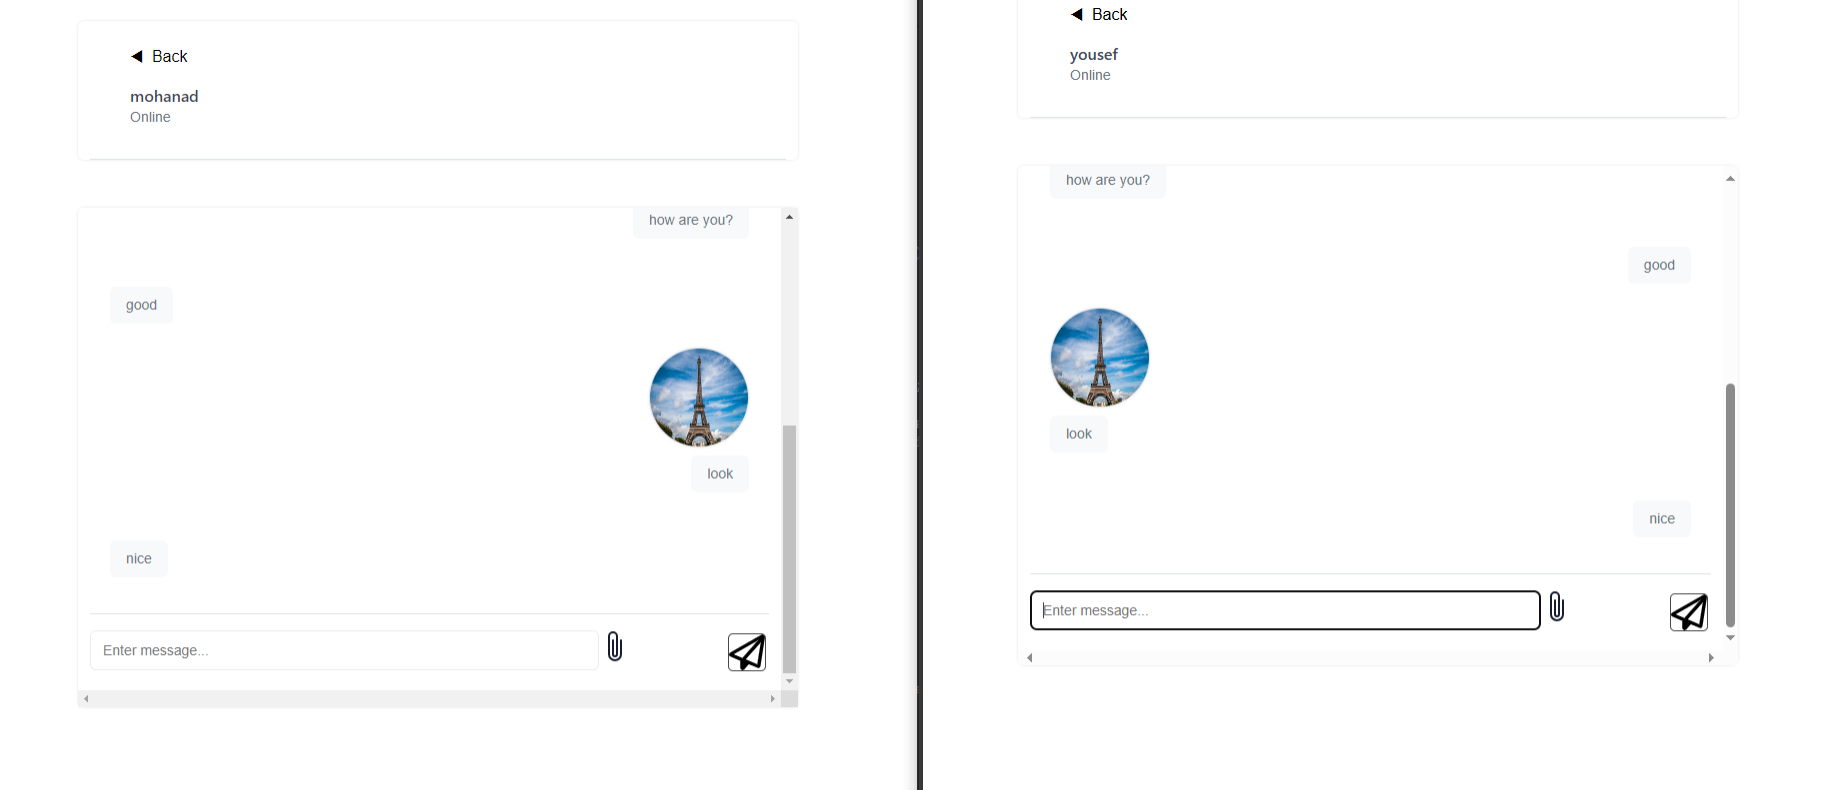 Back
mohanad
Online
how are you?
good
look
nice
Enter message...
Back
yousef
Online
how are you?
good
look
nice
Enter message...